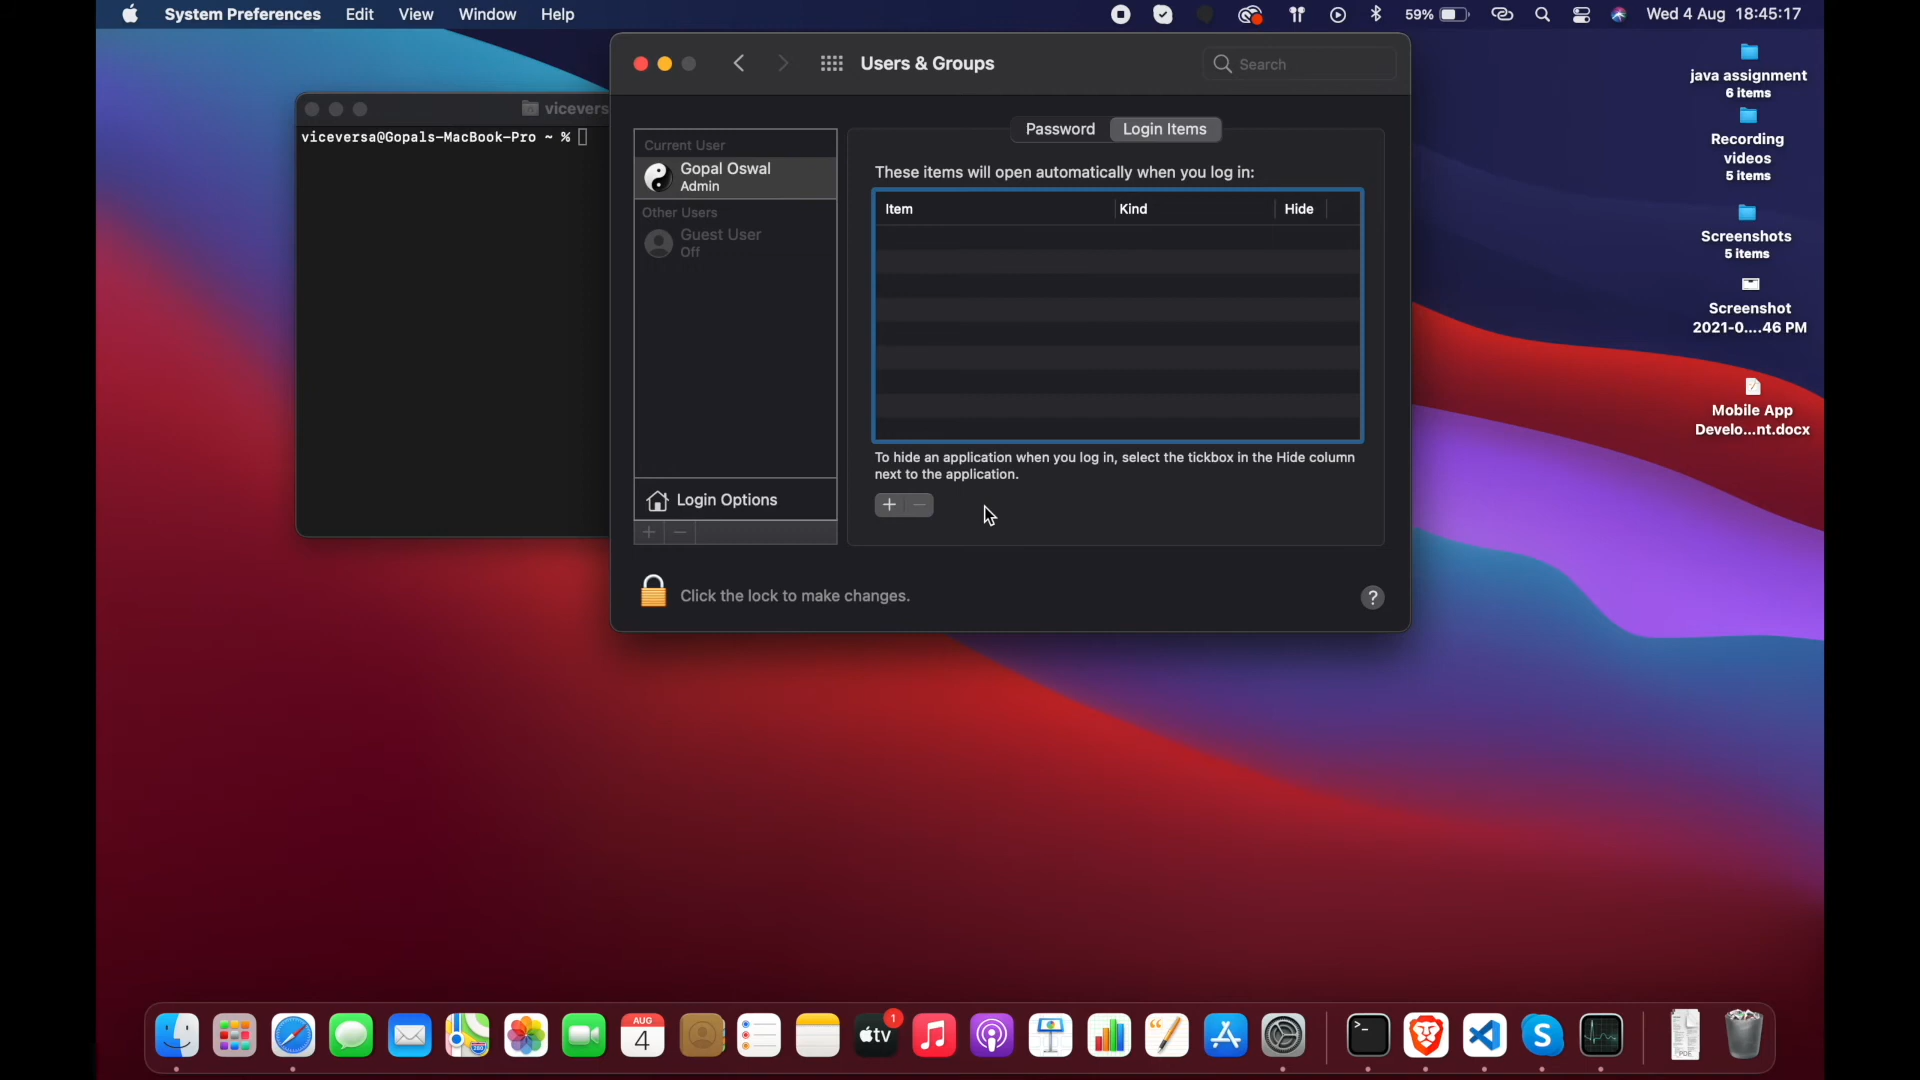 System Preferences Edit View Window Help 59% Wed 4 Aug 18:45:17
Users & Groups
Search
vicevers
viceversa@Gopals-MacBook-Pro ~ %
Current User
Gopal Oswal
Admin
Other Users
Guest User
Off
Login Options
Password Login Items
These items will open automatically when you log in:
Item Kind Hide
To hide an application when you log in, select the tickbox in the Hide column
next to the application.
Click the lock to make changes.
?
java assignment
6 items
Recording
videos
5 items
Screenshots
5 items
Screenshot
2021-0....46 PM
Mobile App
Develo...nt.docx
AUG
4
tv
1